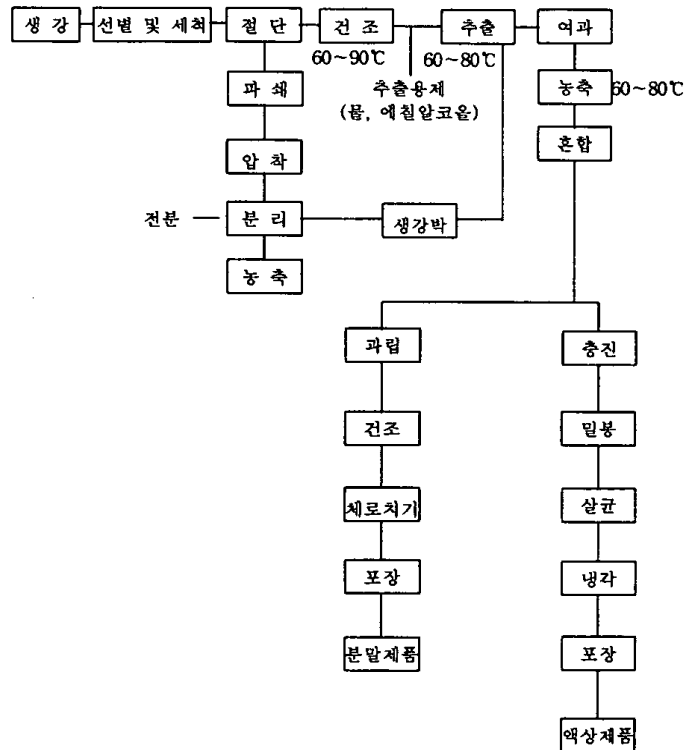 생 강
선별 및 세척
절 단
건 조
추출
여과
60~90℃
60~80℃
추출용제
(물, 에칠알코올)
농축
60~80℃
파 쇄
혼합
압착
전분
분 리
생강박
농 축
과립
충진
건조
밀봉
체로치기
살균
포장
냉각
분말제품
포장
액상제품